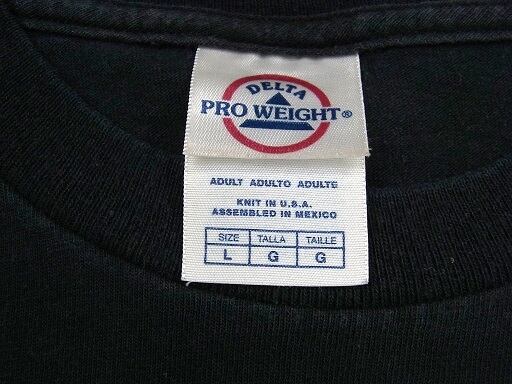 DELTA
PRO WEIGHT®
ADULT ADULTO ADULTE
KNIT IN U.S.A.
ASSEMBLED IN MEXICO
SIZE TALLA TAILLE
L G G